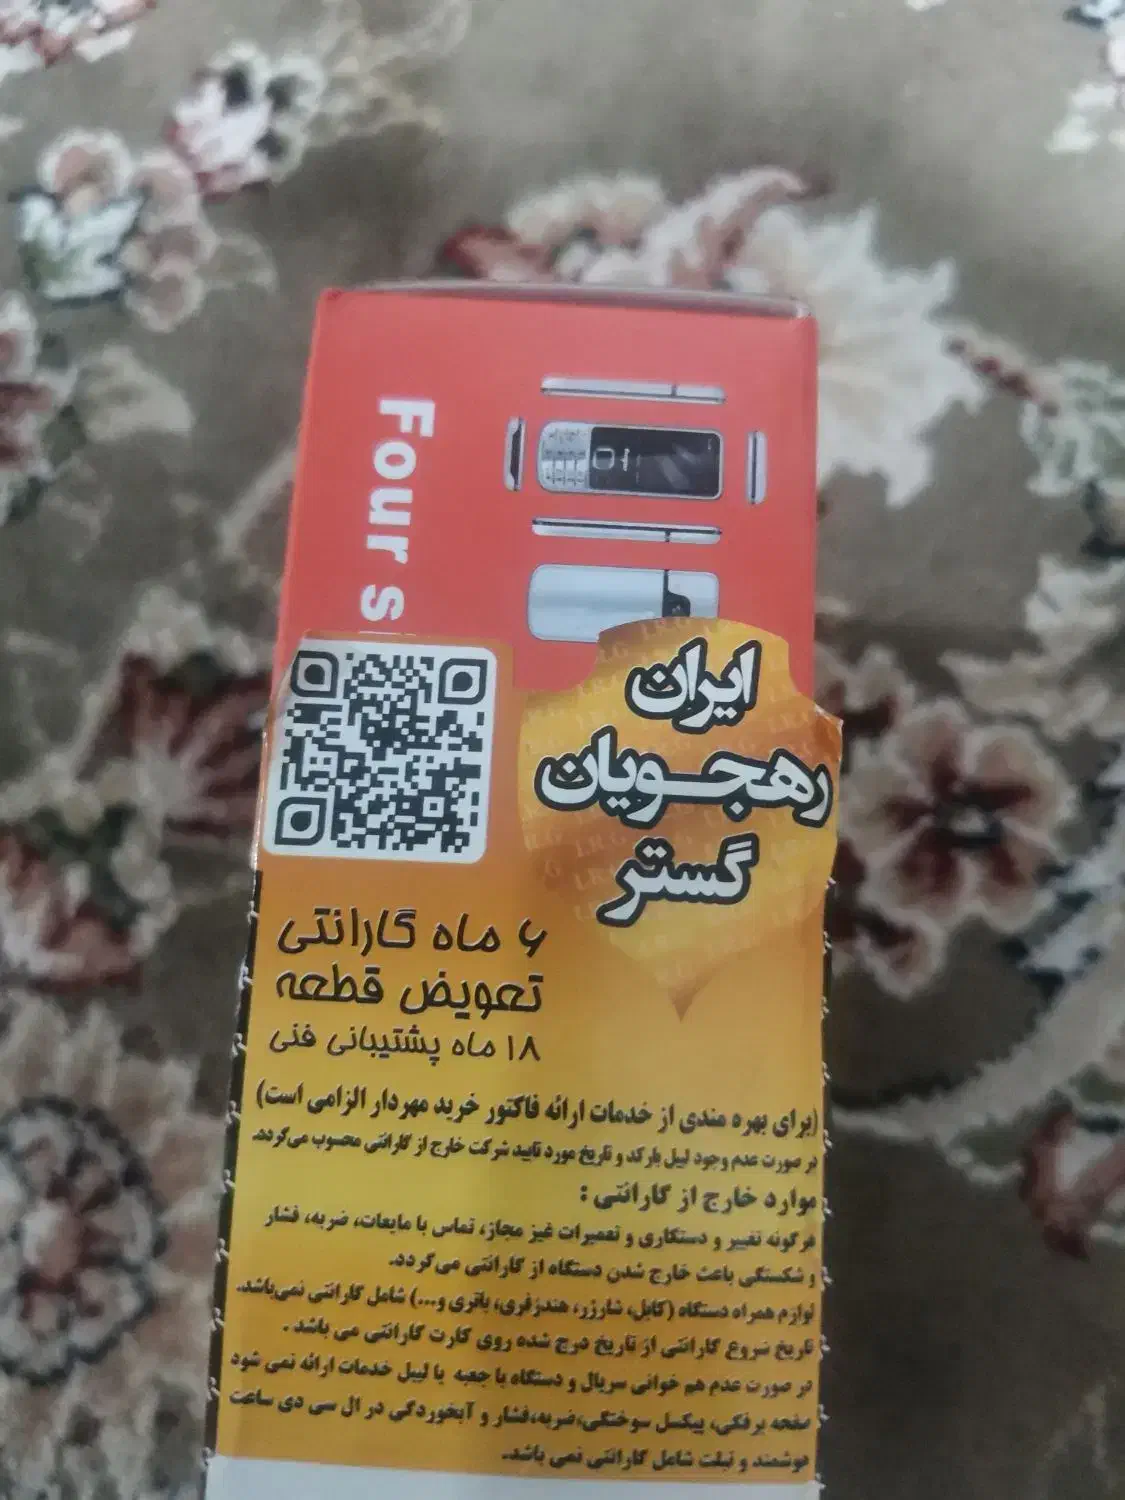 Four s
ایران
رهجویان
گستر
۶ ماه گارانتی
تعویض قطعه
۱۸ ماه پشتیبانی فنی
(برای بهره مندی از خدمات ارائه فاکتور خرید مهردار الزامی است)
در صورت عدم وجود لیبل بارکد و تاریخ مورد تایید شرکت خارج از گارانتی محسوب می‌گردد.
موارد خارج از گارانتی :
هرگونه تغییر و دستکاری و تعمیرات غیز مجاز، تماس با مایعات، ضربه، فشار
و شکستگی باعث خارج شدن دستگاه از گارانتی می‌گردد.
لوازم همراه دستگاه (کابل، شارژر، هندزفری، باتری و...) شامل گارانتی نمی‌باشد.
تاریخ شروع گارانتی از تاریخ درج شده روی کارت گارانتی می باشد .
در صورت عدم هم خوانی سریال و دستگاه با جعبه یا لیبل خدمات ارائه نمی شود
صفحه برفکی، پیکسل سوختگی،ضربه،فشار و آبخوردگی در ال سی دی ساعت
هوشمند و تبلت شامل گارانتی نمی باشد.